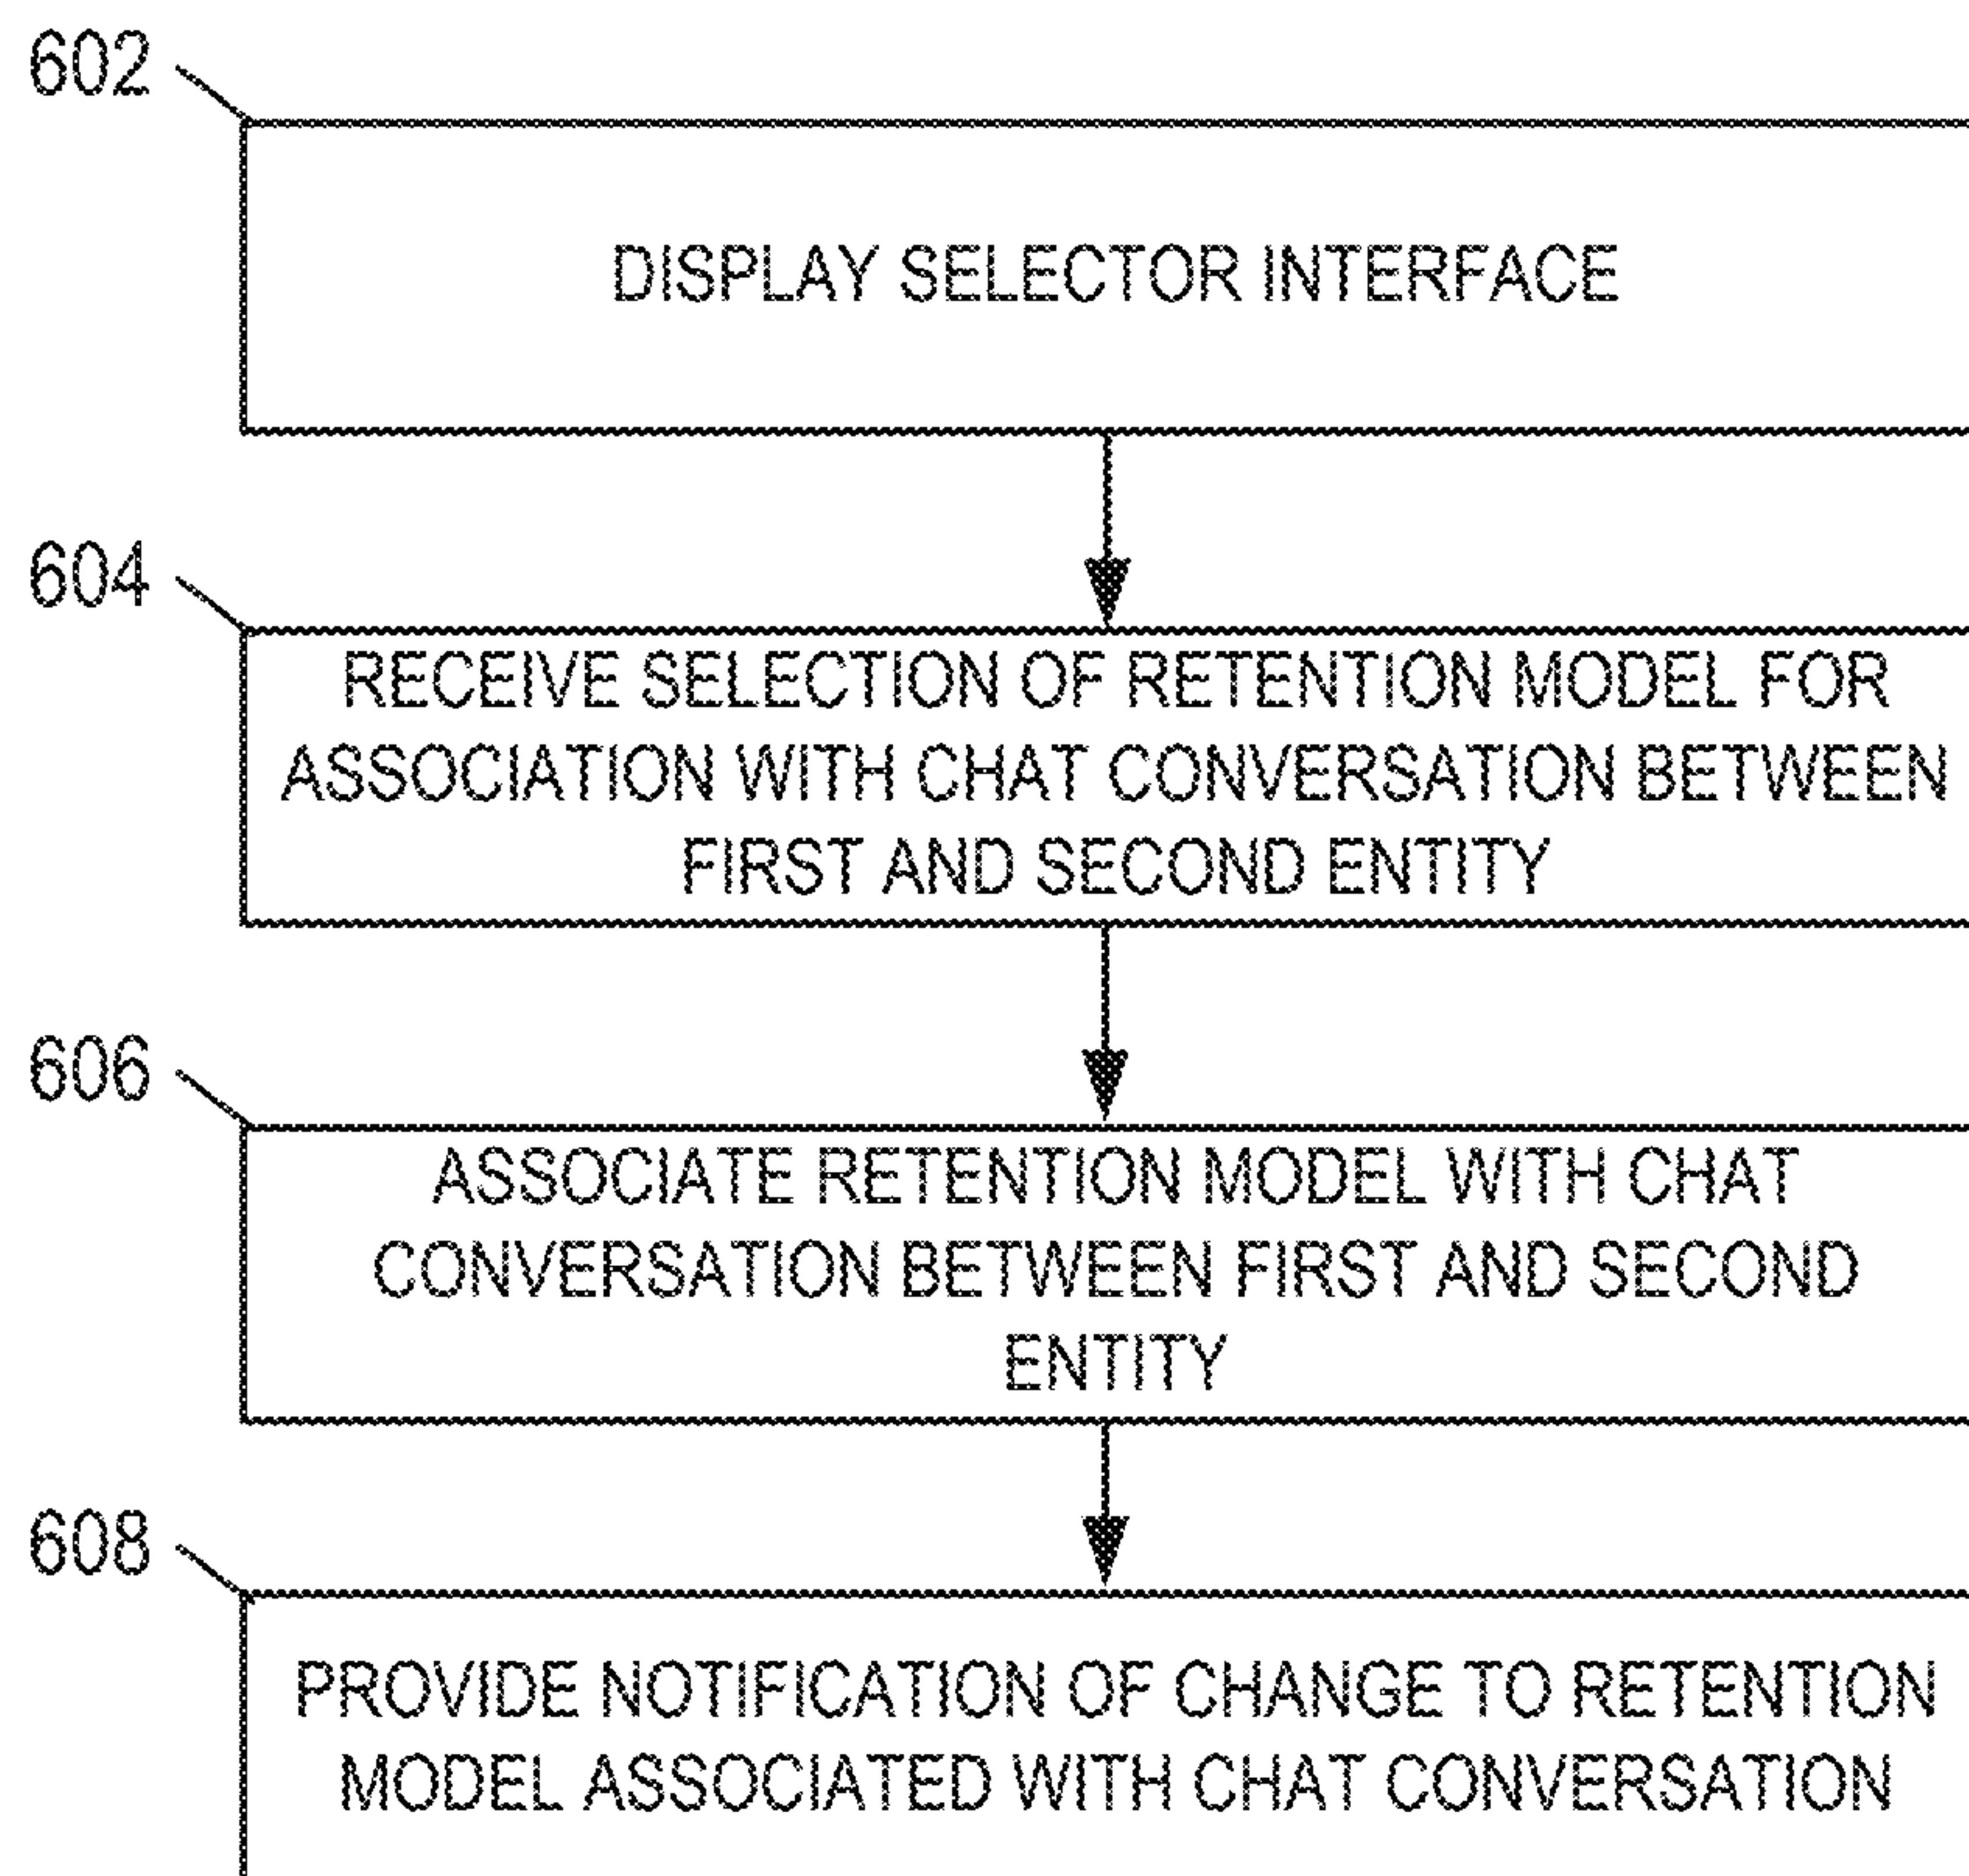 602
DISPLAY SELECTOR INTERFACE
604
RECEIVE SELECTION OF RETENTION MODEL FOR
ASSOCIATION WITH CHAT CONVERSATION BETWEEN
FIRST AND SECOND ENTITY
606
ASSOCIATE RETENTION MODEL WITH CHAT
CONVERSATION BETWEEN FIRST AND SECOND
ENTITY
608
PROVIDE NOTIFICATION OF CHANGE TO RETENTION
MODEL ASSOCIATED WITH CHAT CONVERSATION